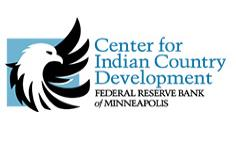 Center for
Indian Country
Development
FEDERAL RESERVE BANK
of MINNEAPOLIS